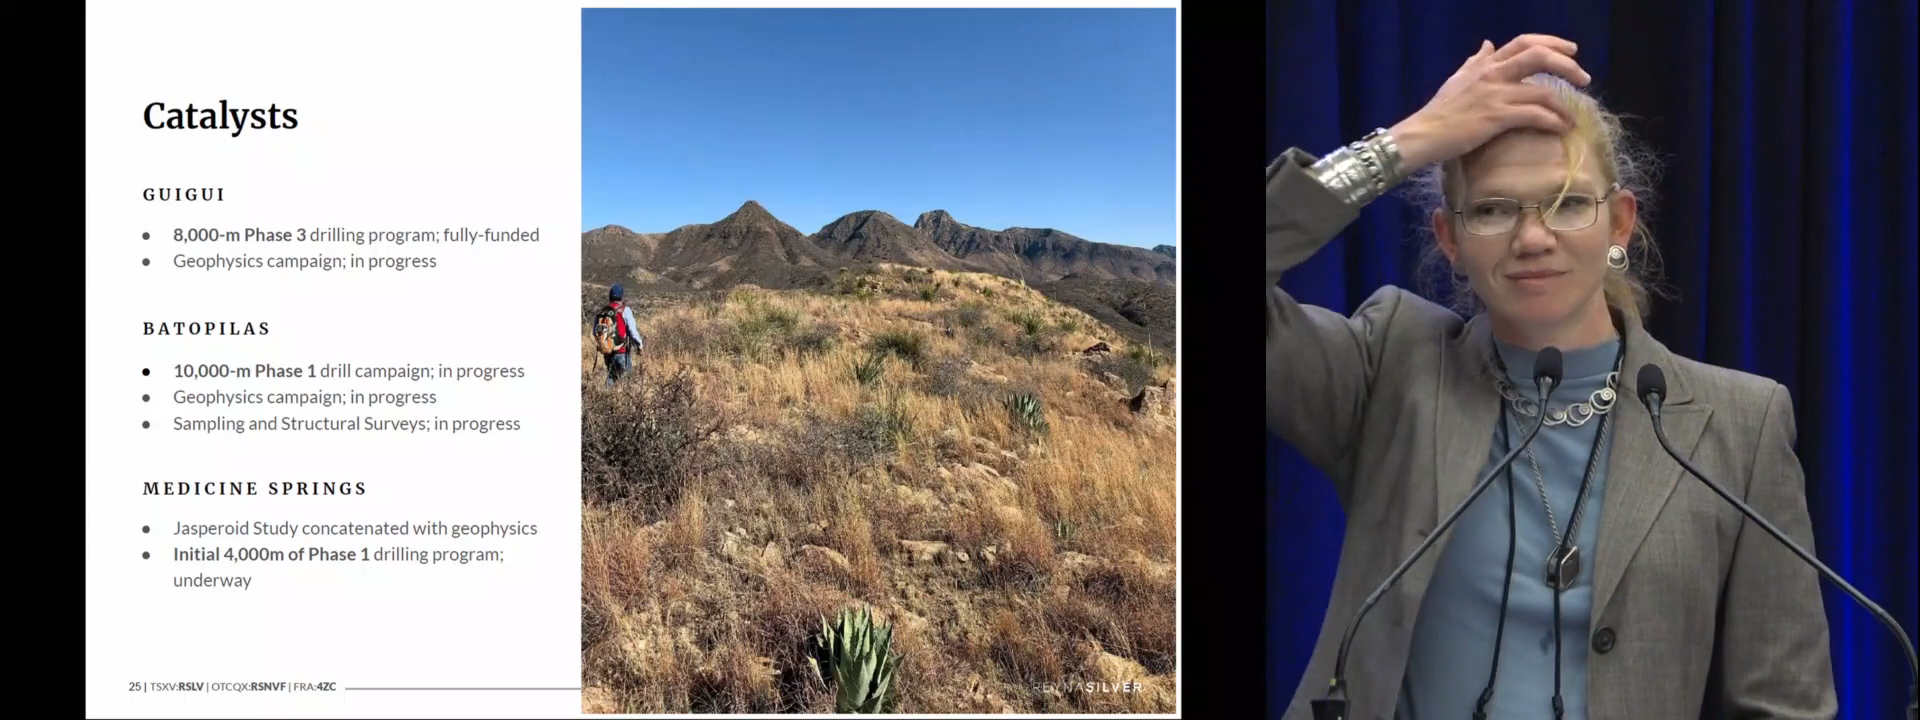 Catalysts
GUIGUI
8,000-m Phase 3 drilling program; fully-funded
Geophysics campaign; in progress
BATOPILAS
10,000-m Phase 1 drill campaign; in progress
Geophysics campaign; in progress
Sampling and Structural Surveys; in progress
MEDICINE SPRINGS
Jasperoid Study concatenated with geophysics
Initial 4,000m of Phase 1 drilling program;
underway
25 | TSXV:RSLV | OTCQX:RSNVF | FRA:4ZC
REYNASILVER